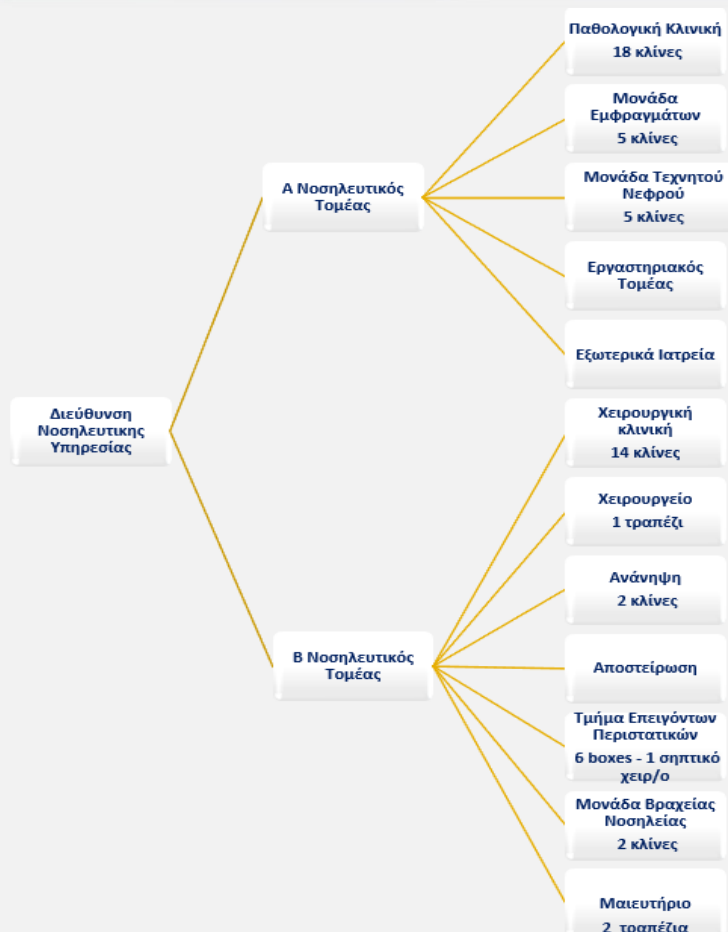 Διεύθυνση
Νοσηλευτικης
Υπηρεσίας
Α Νοσηλευτικός
Τομέας
Παθολογική Κλινική
18 κλίνες
Μονάδα
Εμφραγμάτων
5 κλίνες
Μονάδα Τεχνητού
Νεφρού
5 κλίνες
Εργαστηριακός
Τομέας
Εξωτερικά Ιατρεία
Β Νοσηλευτικός
Τομέας
Χειρουργική
κλινική
14 κλίνες
Χειρουργείο
1 τραπέζι
Ανάνηψη
2 κλίνες
Αποστείρωση
Τμήμα Επειγόντων
Περιστατικών
6 boxes - 1 σηπτικό
χειρ/ο
Μονάδα Βραχείας
Νοσηλείας
2 κλίνες
Μαιευτήριο
2 τραπέζια